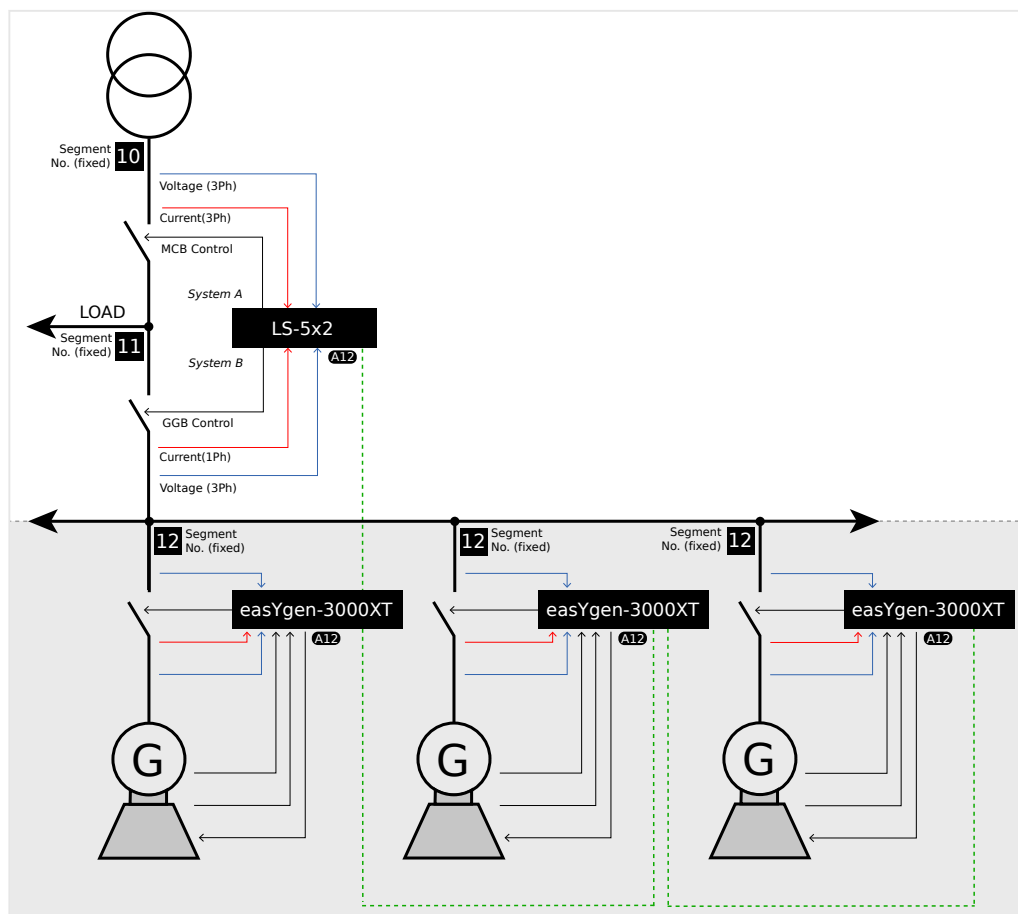 Segment
No. (fixed)
10
Voltage (3Ph)
Current(3Ph)
MCB Control
System A
LOAD
LS-5x2
Segment
No. (fixed)
11
A12
System B
GGB Control
Current(1Ph)
Voltage (3Ph)
12
Segment
No. (fixed)
12
Segment
No. (fixed)
Segment
No. (fixed)
12
easYgen-3000XT
easYgen-3000XT
easYgen-3000XT
A12
A12
A12
G
G
G